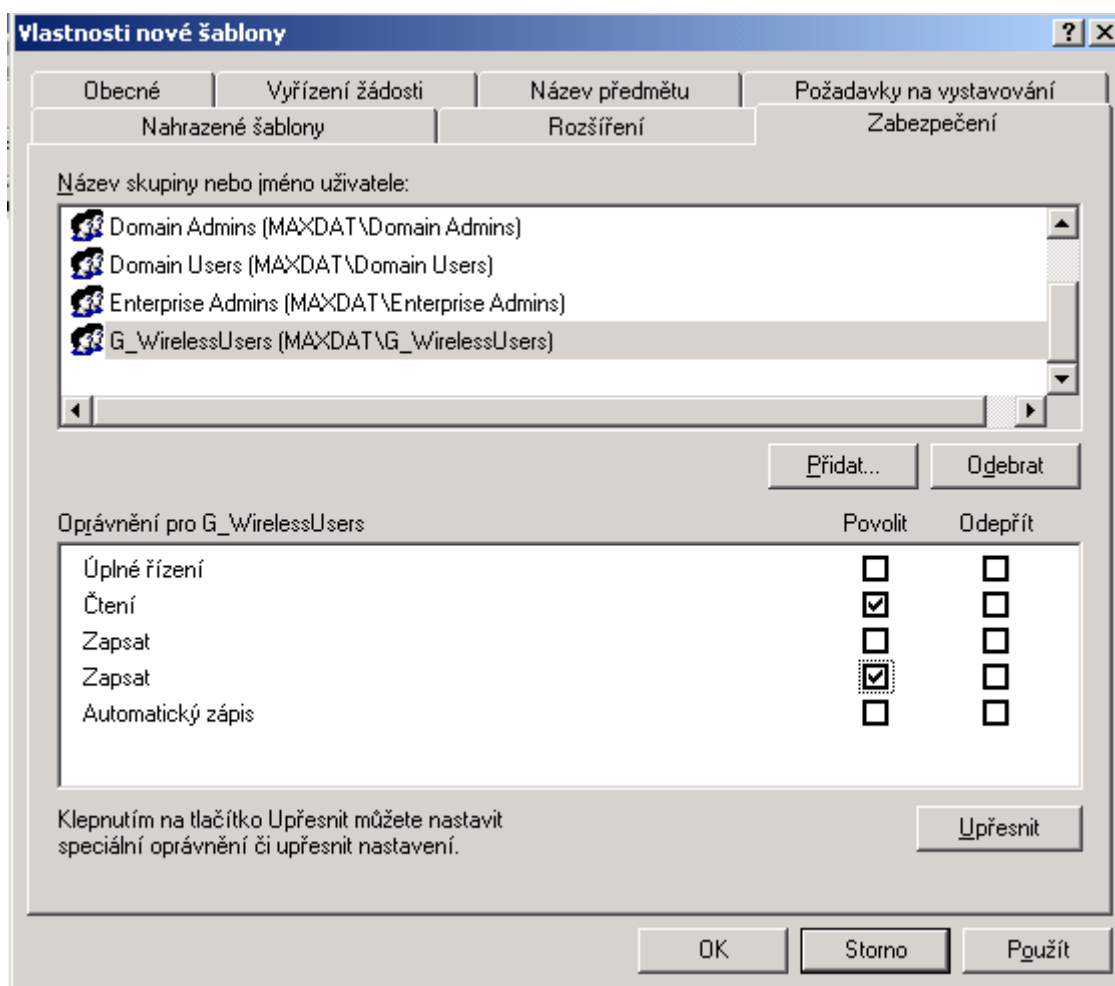 Vlastnosti nové šablony
Obecné Vyřízení žádosti Název předmětu Požadavky na vystavování
Nahrazené šablony Rozšíření Zabezpečení
Název skupiny nebo jméno uživatele:
Domain Admins (MAXDAT\Domain Admins)
Domain Users (MAXDAT\Domain Users)
Enterprise Admins (MAXDAT\Enterprise Admins)
G_WirelessUsers (MAXDAT\G_WirelessUsers)
Přidat... Odebrat
Oprávnění pro G_WirelessUsers Povolit Odepřít
Úplné řízení
Čtení
Zapsat
Zapsat
Automatický zápis
Klepnutím na tlačítko Upřesnit můžete nastavit
speciální oprávnění či upřesnit nastavení.
Upřesnit
OK Storno Použít